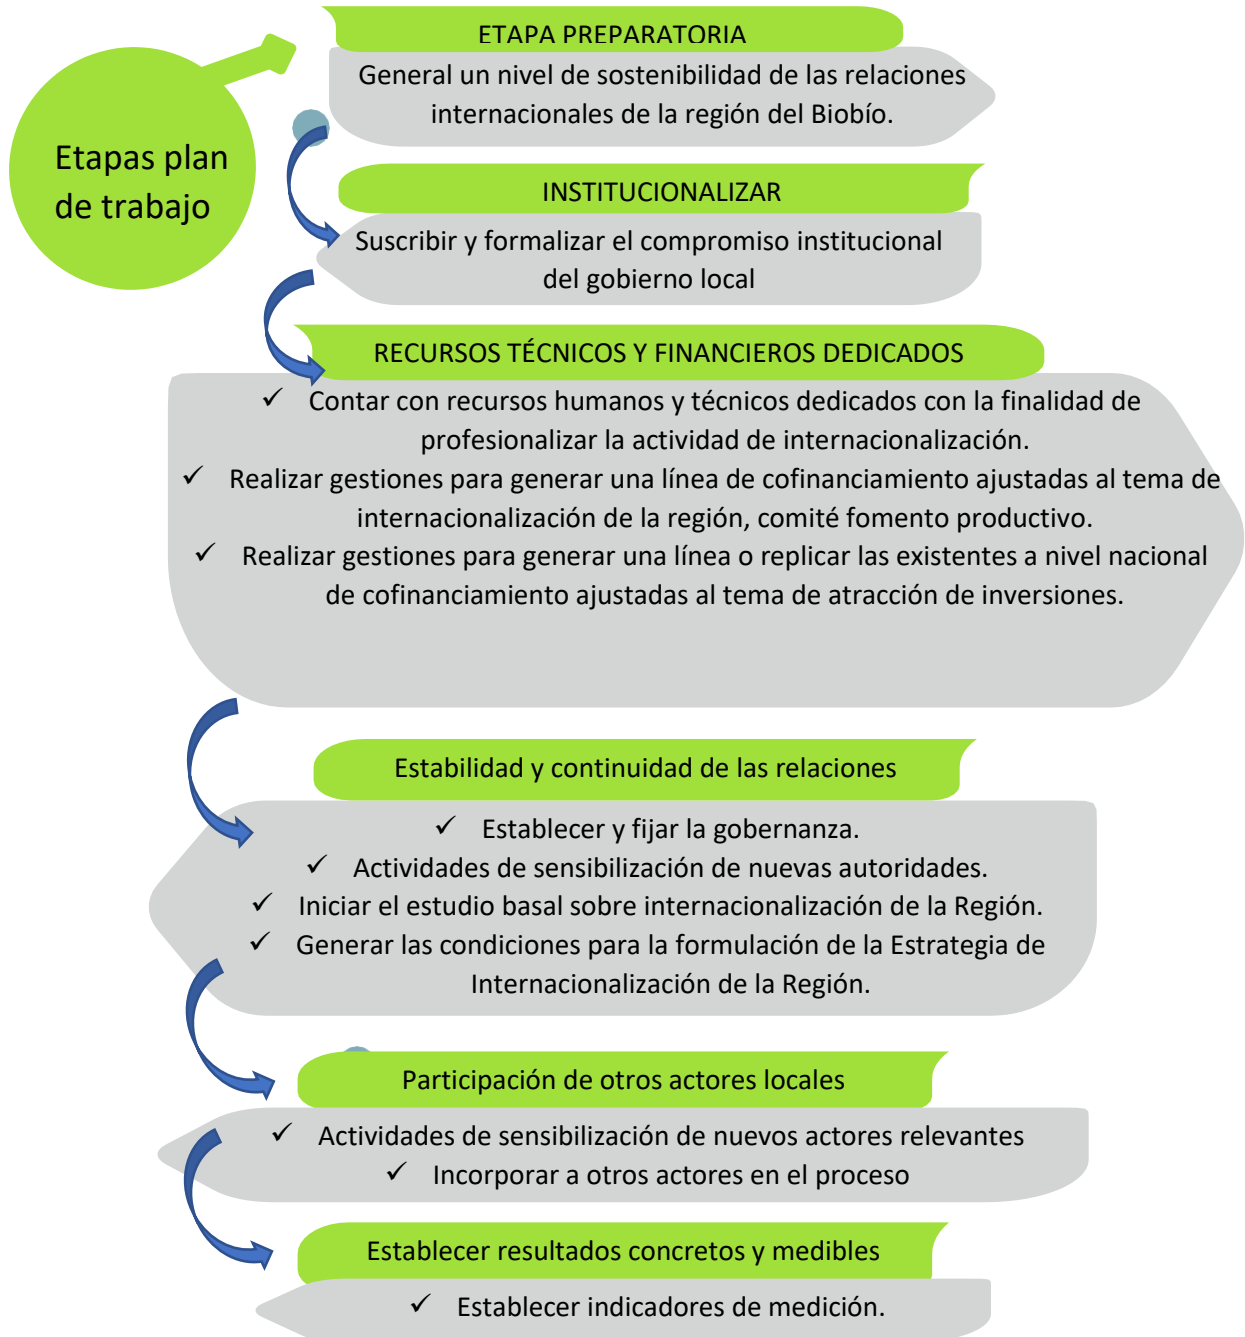 Etapas plan
de trabajo
ETAPA PREPARATORIA
General un nivel de sostenibilidad de las relaciones
internacionales de la región del Biobío.
INSTITUCIONALIZAR
Suscribir y formalizar el compromiso institucional
del gobierno local
RECURSOS TÉCNICOS Y FINANCIEROS DEDICADOS
✓ Contar con recursos humanos y técnicos dedicados con la finalidad de
profesionalizar la actividad de internacionalización.
✓ Realizar gestiones para generar una línea de cofinanciamiento ajustadas al tema de
internacionalización de la región, comité fomento productivo.
✓ Realizar gestiones para generar una línea o replicar las existentes a nivel nacional
de cofinanciamiento ajustadas al tema de atracción de inversiones.
Estabilidad y continuidad de las relaciones
✓ Establecer y fijar la gobernanza.
✓ Actividades de sensibilización de nuevas autoridades.
✓ Iniciar el estudio basal sobre internacionalización de la Región.
✓ Generar las condiciones para la formulación de la Estrategia de
Internacionalización de la Región.
Participación de otros actores locales
✓ Actividades de sensibilización de nuevos actores relevantes
✓ Incorporar a otros actores en el proceso
Establecer resultados concretos y medibles
✓ Establecer indicadores de medición.